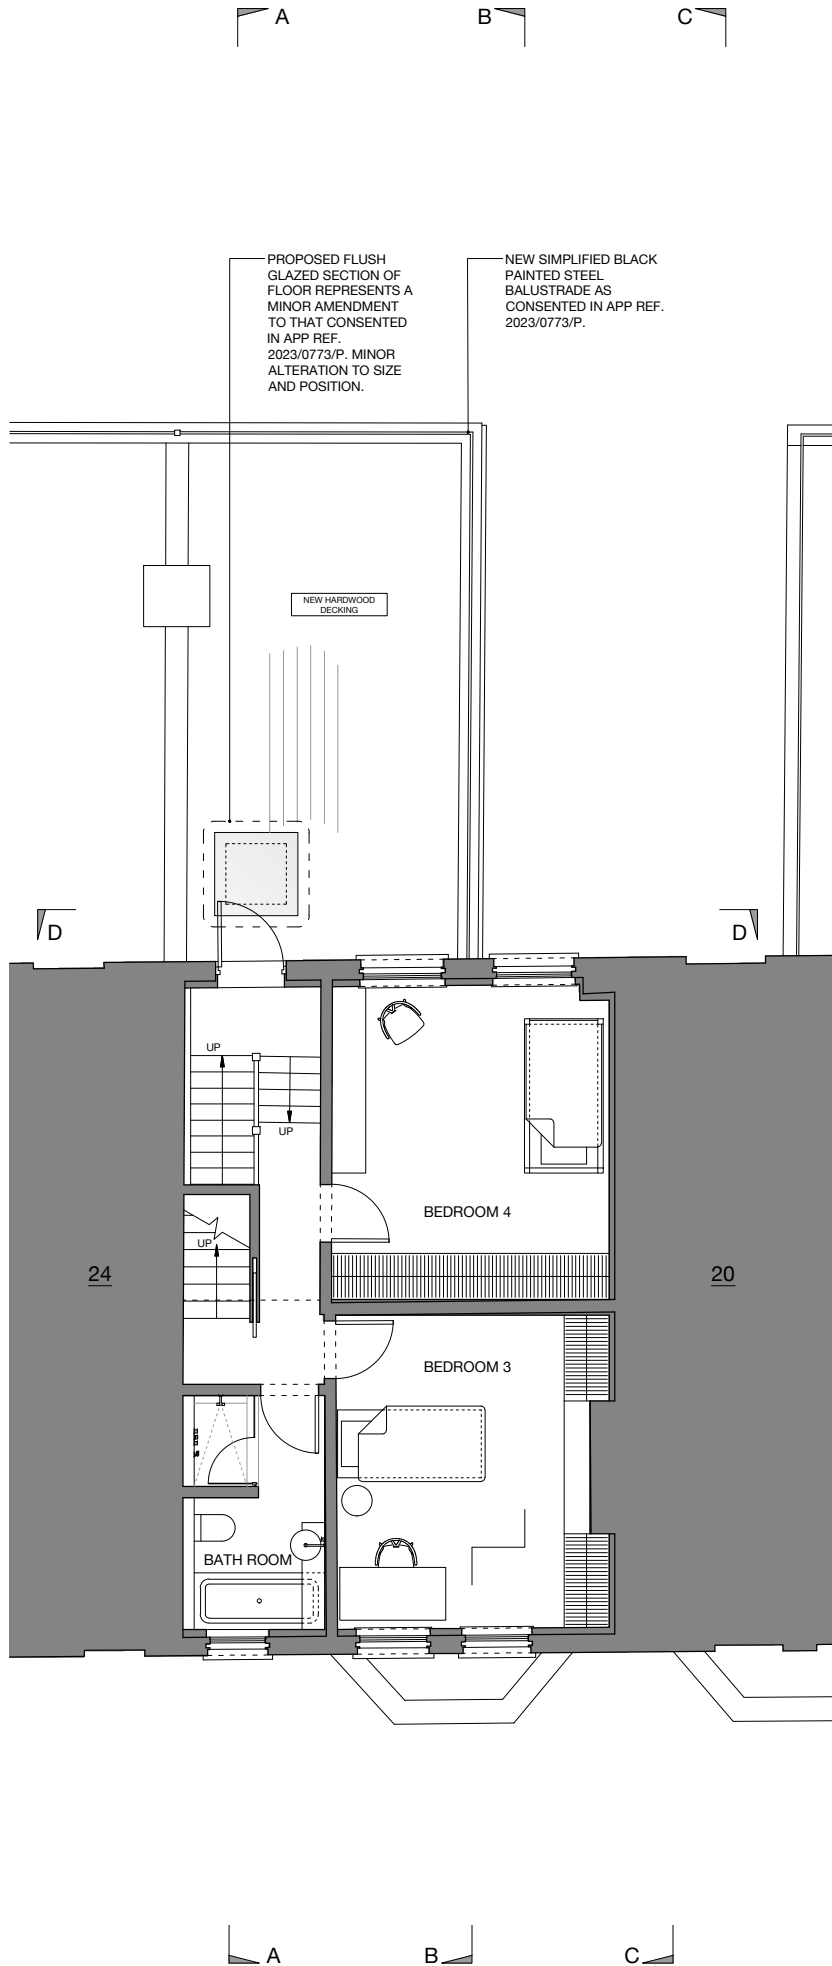 A
B
C
PROPOSED FLUSH
GLAZED SECTION OF
FLOOR REPRESENTS A
MINOR AMENDMENT
TO THAT CONSENTED
IN APP REF.
2023/0773/P. MINOR
ALTERATION TO SIZE
AND POSITION.
NEW SIMPLIFIED BLACK
PAINTED STEEL
BALUSTRADE AS
CONSENTED IN APP REF.
2023/0773/P.
NEW HARDWOOD
DECKING
D
D
UP
UP
BEDROOM 4
UP
24
20
BEDROOM 3
BATH ROOM
A
B
C